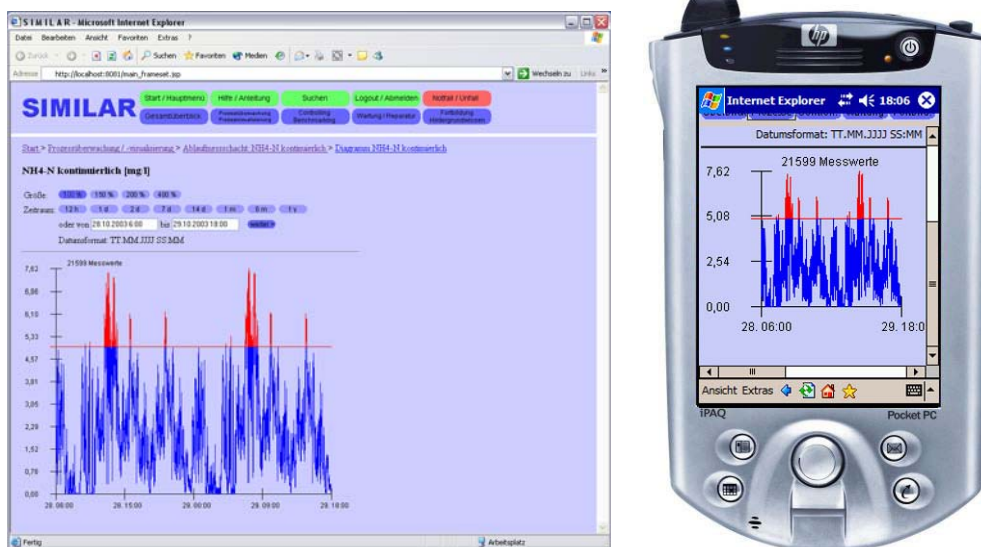 S I M I L A R - Microsoft Internet Explorer
Datei Bearbeiten Ansicht Favoriten Extras ?
Zurück Suchen Favoriten Medien
Adresse http://localhost:8081/main_frameset.jsp Wechseln zu Links »
SIMILAR
Start / Hauptmenü Hilfe / Anleitung Suchen Logout / Abmelden Notfall / Unfall
Gesamtüberblick Prozessüberwachung Prozessvisualisierung Controlling Benchmarking Wartung / Reparatur Fortbildung Hintergrundwissen
Start > Prozessüberwachung / -visualisierung > Ablaufmessschacht: NH4-N kontinuierlich > Diagramm NH4-N kontinuierlich
NH4-N kontinuierlich [mg/l]
Größe: 100 % 150 % 200 % 400 %
Zeitraum: 12 h 1 d 2 d 7 d 14 d 1 m 6 m 1 y
oder von 28.10.2003 6:00 bis 29.10.2003 18:00 weiter >
Datumsformat: TT.MM.JJJJ SS:MM
21599 Messwerte
7,62
6,86
6,10
5,33
4,57
3,81
3,05
2,29
1,52
0,76
0,00
28. 06:00 28. 15:00 29. 00:00 29. 09:00 29. 18:00
Fertig Arbeitsplatz
hp
Internet Explorer 18:06
Datumsformat: TT.MM.JJJJ SS:MM
21599 Messwerte
7,62
5,08
2,54
0,00
28. 06:00 29. 18:0
Ansicht Extras
iPAQ Pocket PC